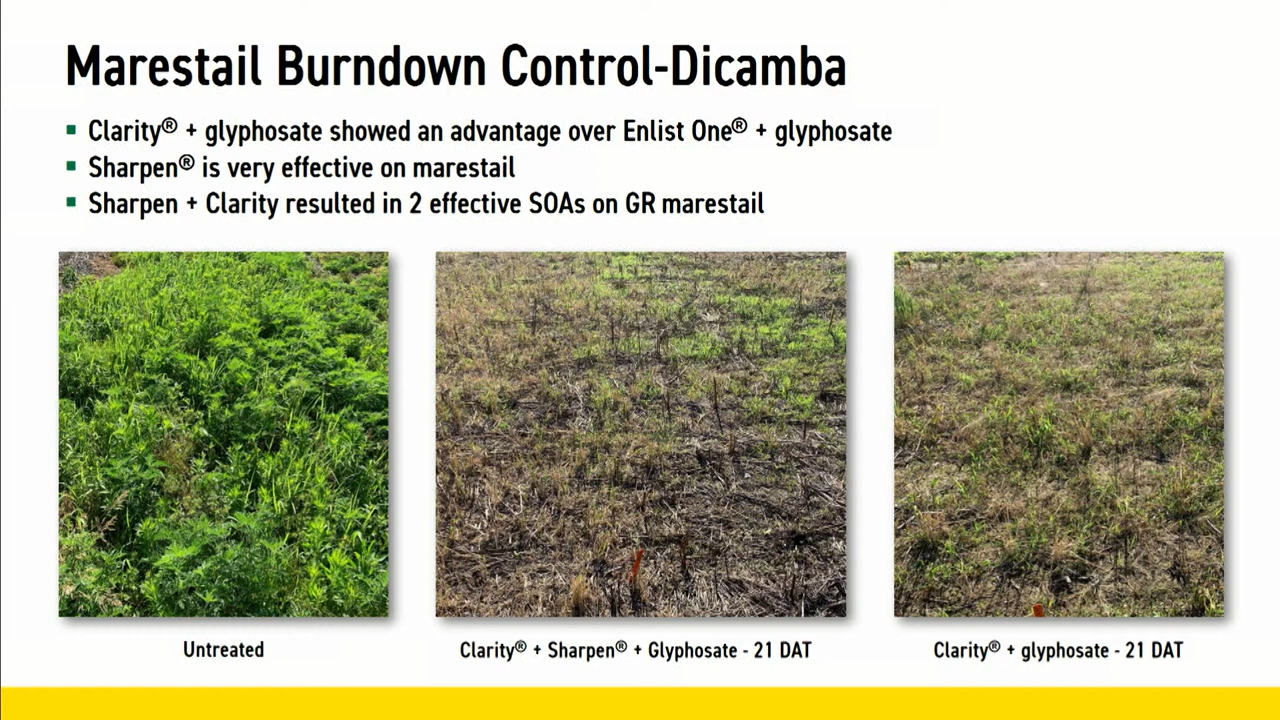 Marestail Burndown Control-Dicamba
▪ Clarity® + glyphosate showed an advantage over Enlist One® + glyphosate
▪ Sharpen® is very effective on marestail
▪ Sharpen + Clarity resulted in 2 effective SOAs on GR marestail
Untreated
Clarity® + Sharpen® + Glyphosate - 21 DAT
Clarity® + glyphosate - 21 DAT